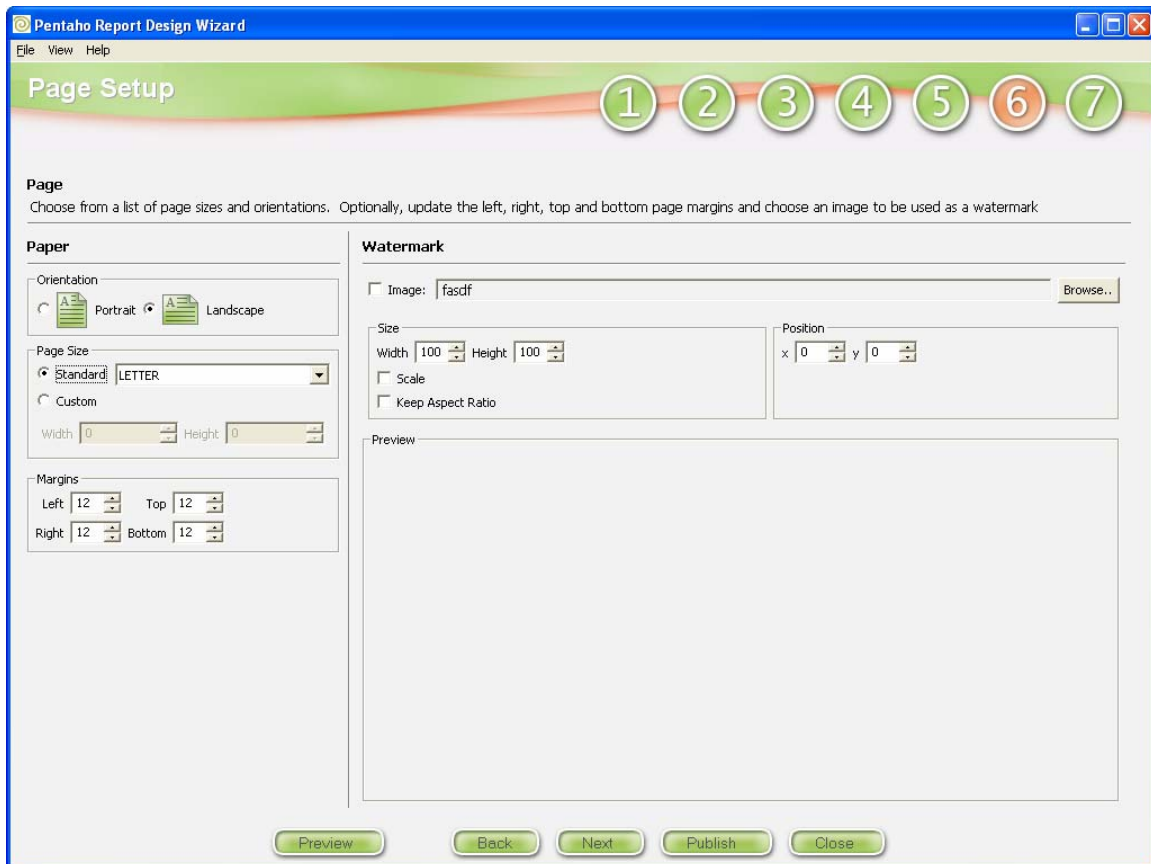 Pentaho Report Design Wizard
File View Help
Page Setup
1 2 3 4 5 6 7
Page
Choose from a list of page sizes and orientations. Optionally, update the left, right, top and bottom page margins and choose an image to be used as a watermark
Paper
Orientation
Portrait Landscape
Page Size
Standard LETTER
Custom
Width 0 Height 0
Margins
Left 12 Top 12
Right 12 Bottom 12
Watermark
Image: fasdf Browse..
Size
Width 100 Height 100
Scale
Keep Aspect Ratio
Position
x 0 y 0
Preview
Preview Back Next Publish Close